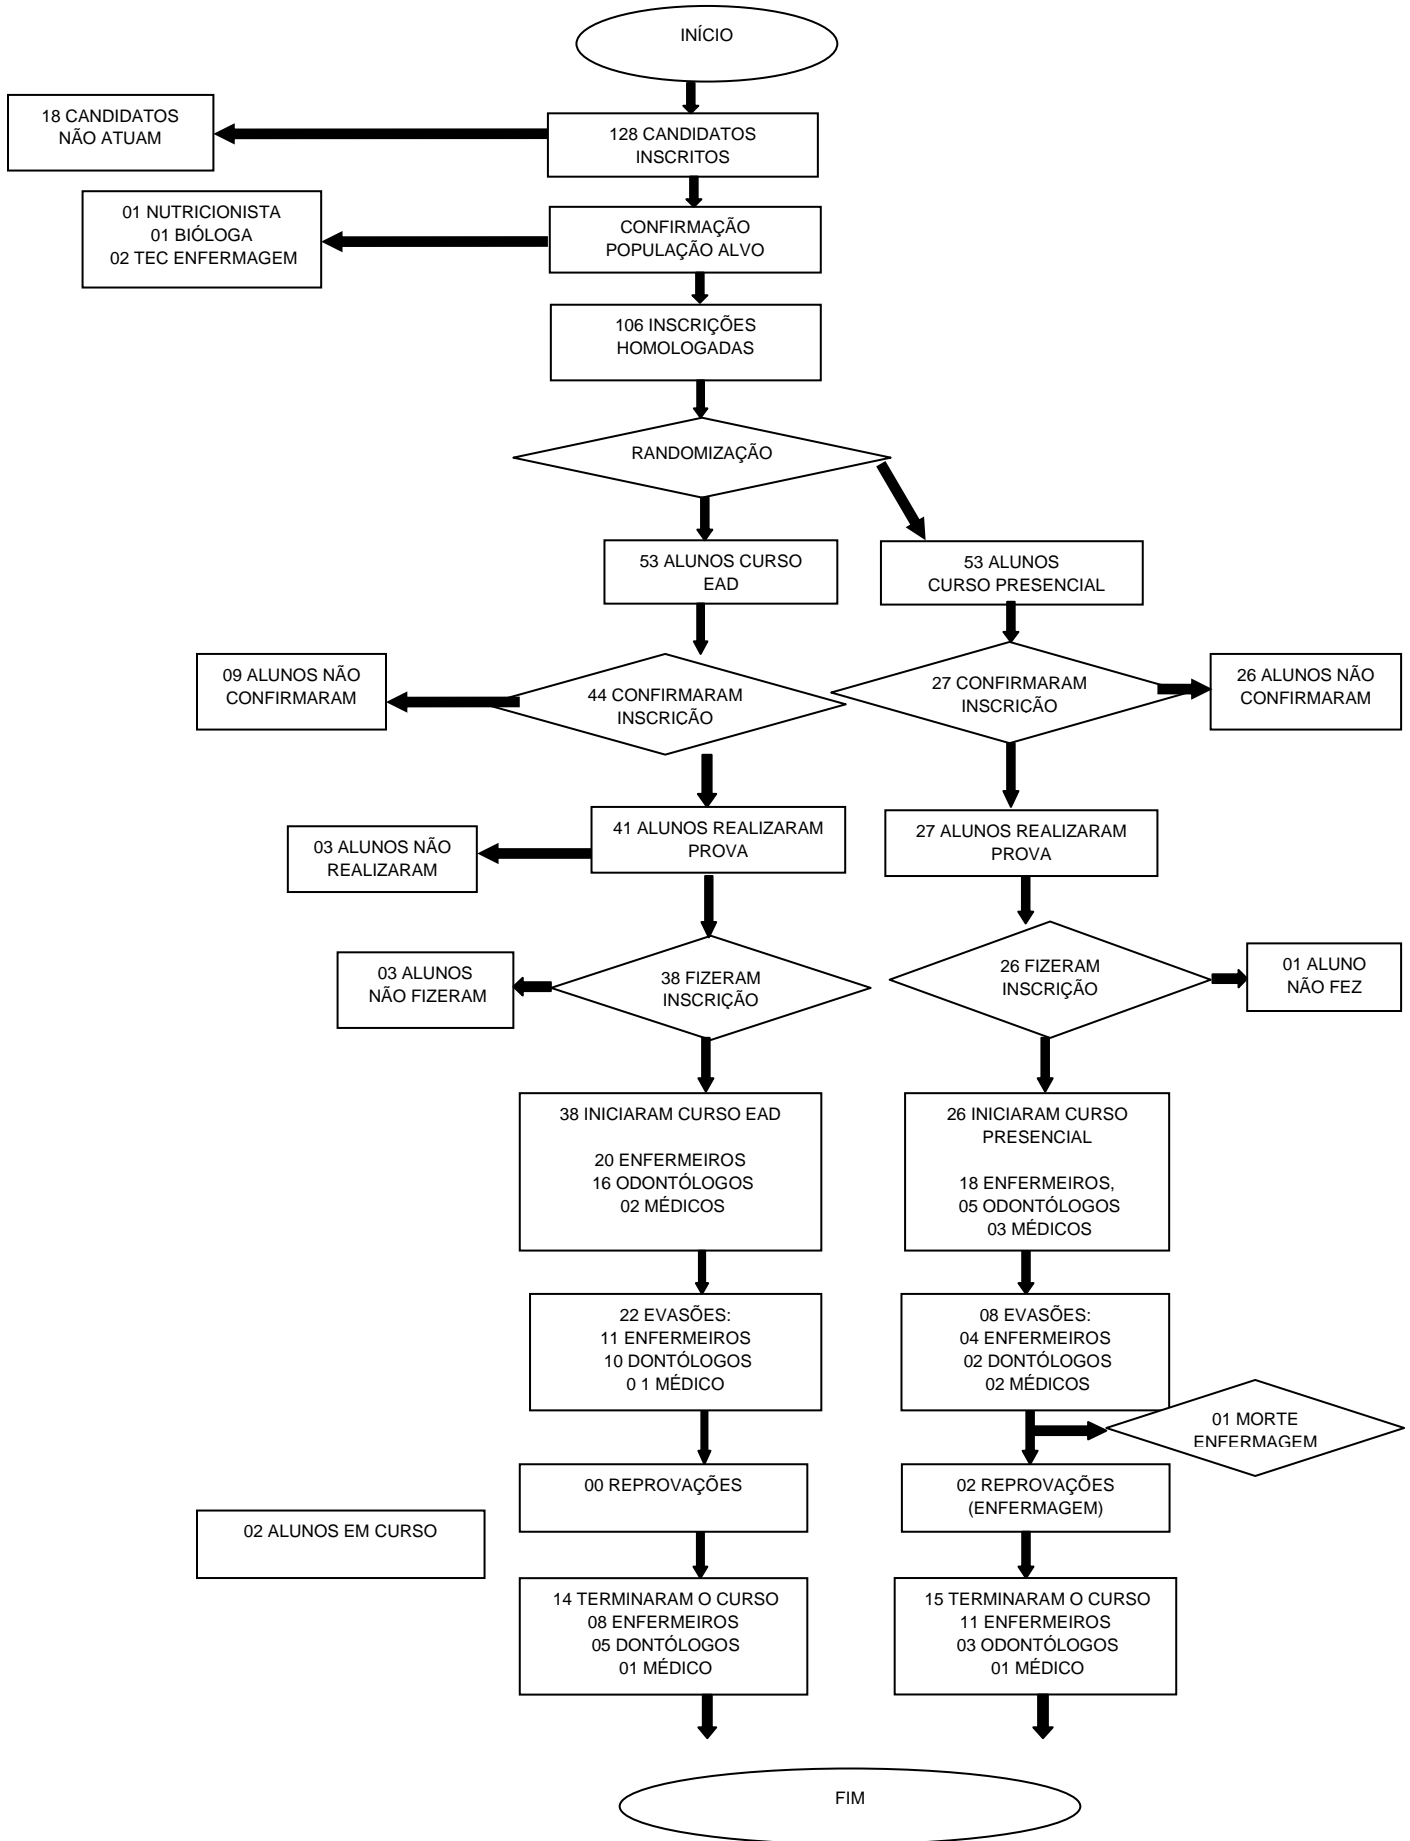 INÍCIO
18 CANDIDATOS
NÃO ATUAM
128 CANDIDATOS
INSCRITOS
01 NUTRICIONISTA
01 BIÓLOGA
02 TEC ENFERMAGEM
CONFIRMAÇÃO
POPULAÇÃO ALVO
106 INSCRIÇÕES
HOMOLOGADAS
RANDOMIZAÇÃO
53 ALUNOS CURSO
EAD
53 ALUNOS
CURSO PRESENCIAL
09 ALUNOS NÃO
CONFIRMARAM
44 CONFIRMARAM
INSCRIÇÃO
27 CONFIRMARAM
INSCRIÇÃO
26 ALUNOS NÃO
CONFIRMARAM
03 ALUNOS NÃO
REALIZARAM
41 ALUNOS REALIZARAM
PROVA
27 ALUNOS REALIZARAM
PROVA
03 ALUNOS
NÃO FIZERAM
38 FIZERAM
INSCRIÇÃO
26 FIZERAM
INSCRIÇÃO
01 ALUNO
NÃO FEZ
38 INICIARAM CURSO EAD
20 ENFERMEIROS
16 ODONTÓLOGOS
02 MÉDICOS
26 INICIARAM CURSO
PRESENCIAL
18 ENFERMEIROS,
05 ODONTÓLOGOS
03 MÉDICOS
22 EVASÕES:
11 ENFERMEIROS
10 DONTÓLOGOS
0 1 MÉDICO
08 EVASÕES:
04 ENFERMEIROS
02 DONTÓLOGOS
02 MÉDICOS
01 MORTE
ENFERMAGEM
00 REPROVAÇÕES
02 REPROVAÇÕES
(ENFERMAGEM)
02 ALUNOS EM CURSO
14 TERMINARAM O CURSO
08 ENFERMEIROS
05 DONTÓLOGOS
01 MÉDICO
15 TERMINARAM O CURSO
11 ENFERMEIROS
03 ODONTÓLOGOS
01 MÉDICO
FIM